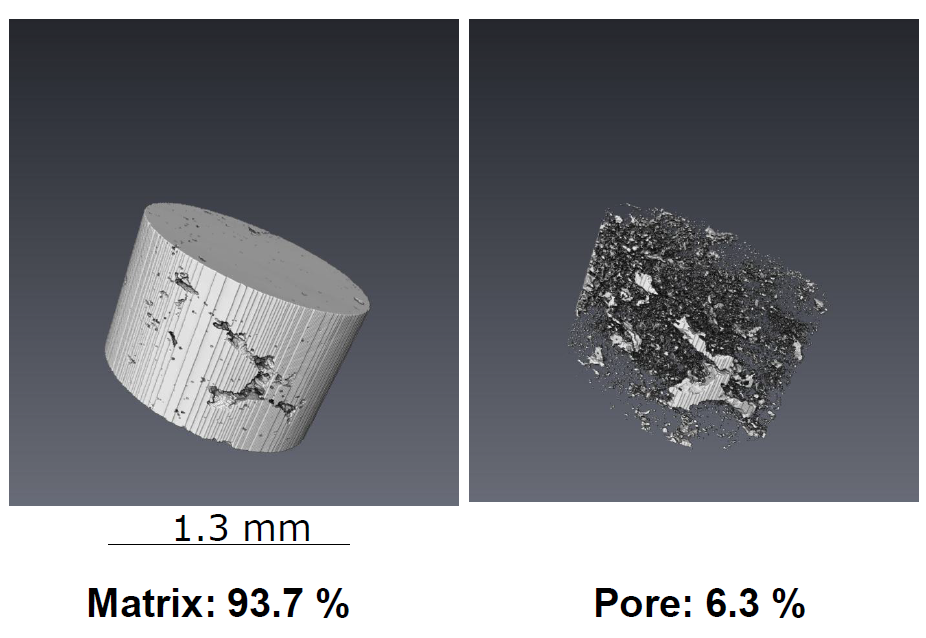 1.3 mm
Matrix: 93.7 %
Pore: 6.3 %